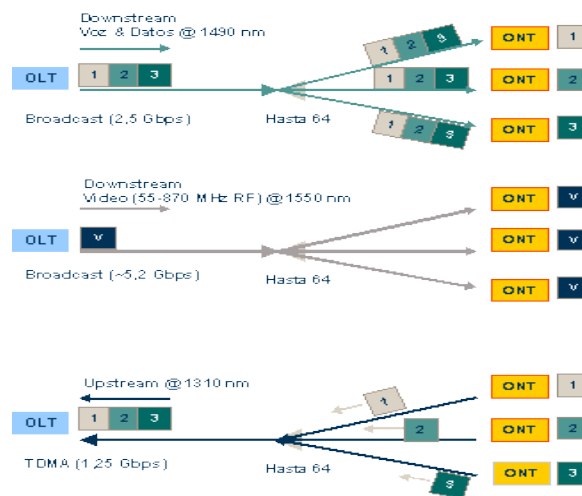 Downstream
Voz & Datos @ 1490 nm
OLT
1 2 3
1 2 3
1 2 3
1 2 3
ONT 1
ONT 2
ONT 3
Broadcast (2,5 Gbps)
Hasta 64
Downstream
Video (55-870 MHz RF) @ 1550 nm
OLT
V
ONT V
ONT V
ONT V
Broadcast (~5,2 Gbps)
Hasta 64
Upstream @ 1310 nm
OLT
1 2 3
1
2
3
ONT 1
ONT 2
ONT 3
TDMA (1,25 Gbps)
Hasta 64